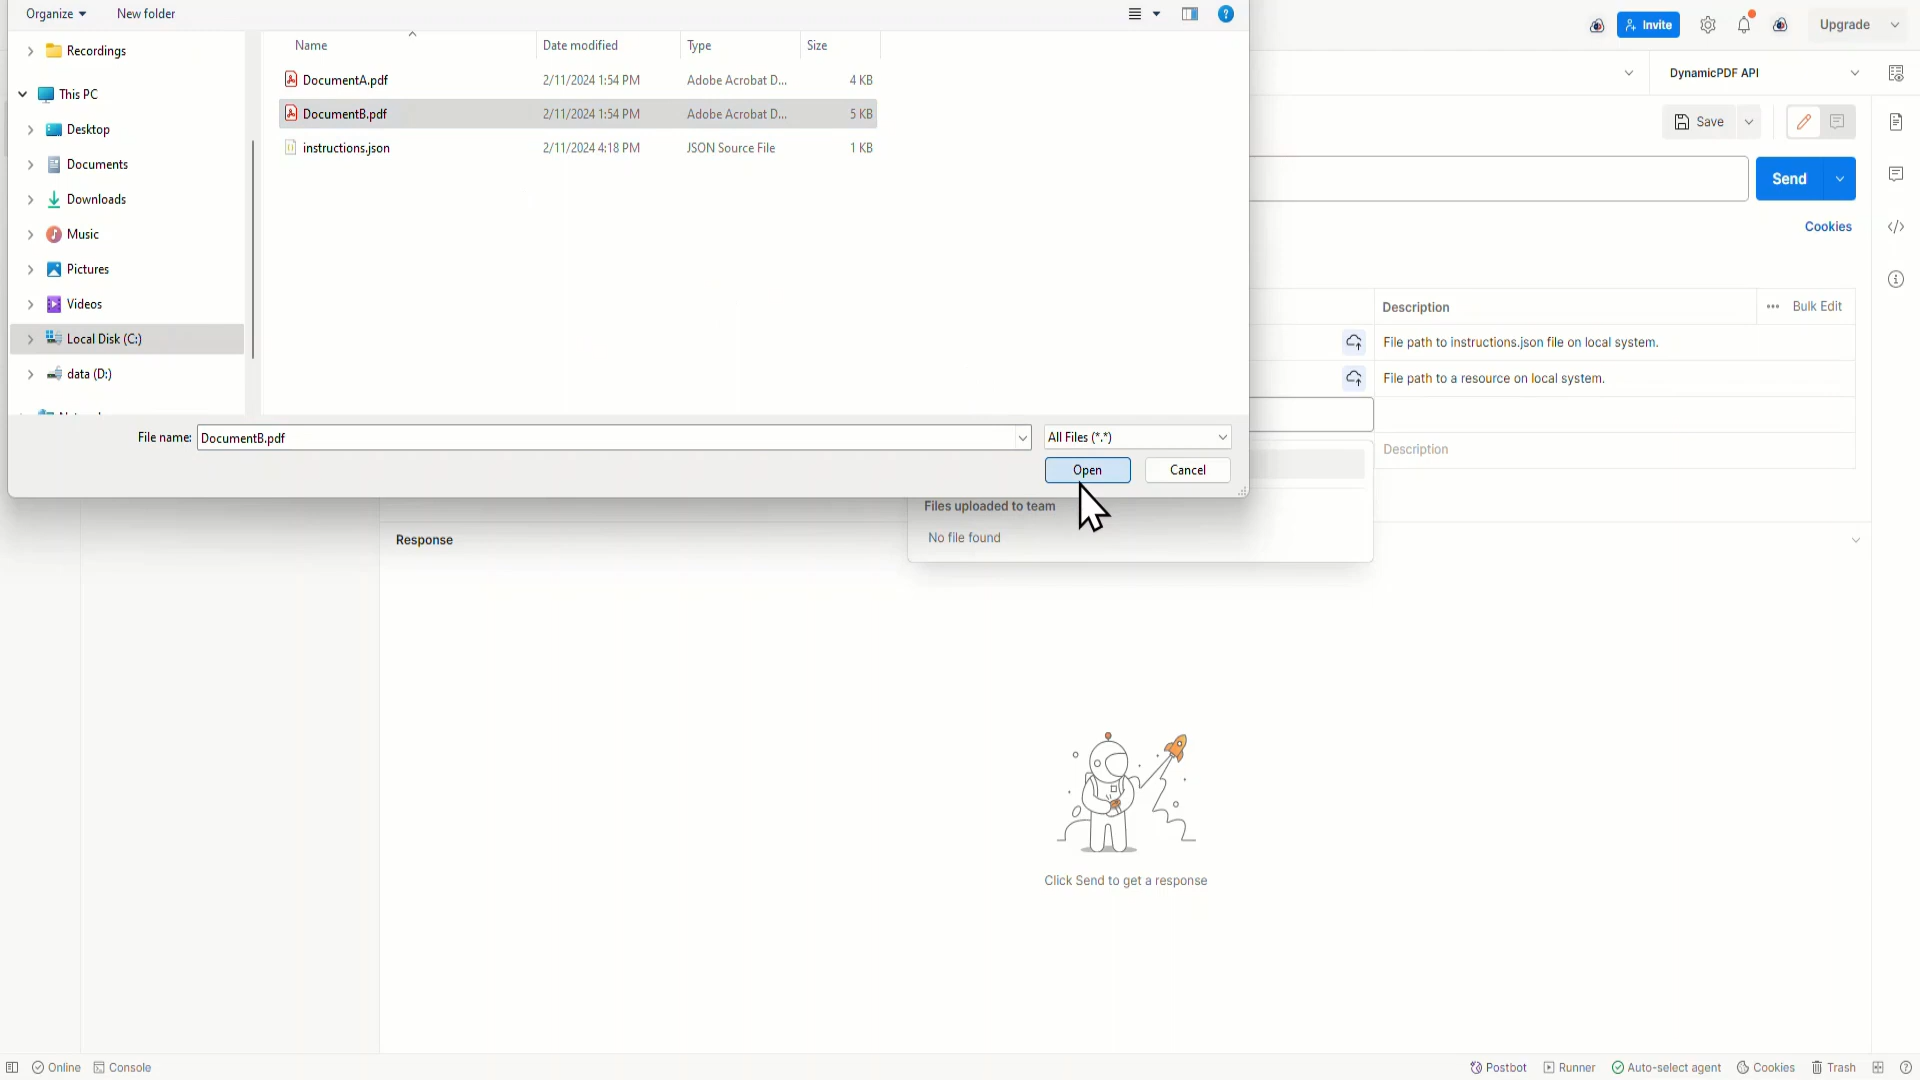 Organize
New folder
Recordings
This PC
Desktop
Documents
Downloads
Music
Pictures
Videos
Local Disk (C:)
data (D:)
Name Date modified Type Size
DocumentA.pdf 2/11/2024 1:54 PM Adobe Acrobat D... 4 KB
DocumentB.pdf 2/11/2024 1:54 PM Adobe Acrobat D... 5 KB
instructions.json 2/11/2024 4:18 PM JSON Source File 1 KB
File name: DocumentB.pdf All Files (*.*)
Open Cancel
Invite
Upgrade
DynamicPDF API
Save
Send
Cookies
Description ••• Bulk Edit
File path to instructions.json file on local system.
File path to a resource on local system.
Description
Files uploaded to team
No file found
Response
Click Send to get a response
Online Console
Postbot Runner Auto-select agent Cookies Trash